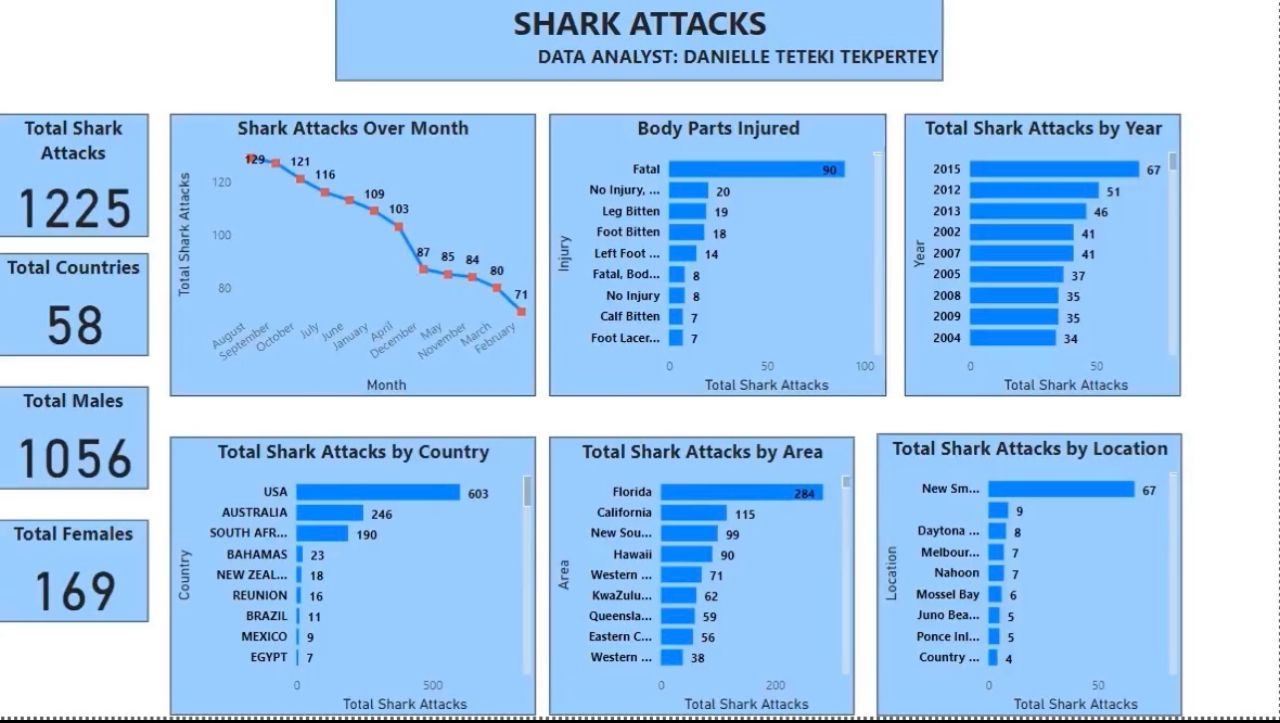 SHARK ATTACKS
DATA ANALYST: DANIELLE TETEKI TEKPERTEY
Total Shark
Attacks
1225
Total Countries
58
Total Males
1056
Total Females
169
Shark Attacks Over Month
Total Shark Attacks
120
100
80
129
121
116
109
103
87
85
84
80
71
August
September
October
July
June
January
April
December
May
November
March
February
Month
Body Parts Injured
Injury
Fatal 90
No Injury, ... 20
Leg Bitten 19
Foot Bitten 18
Left Foot ... 14
Fatal, Bod... 8
No Injury 8
Calf Bitten 7
Foot Lacer... 7
0 50 100
Total Shark Attacks
Total Shark Attacks by Year
Year
2015 67
2012 51
2013 46
2002 41
2007 41
2005 37
2008 35
2009 35
2004 34
0 50
Total Shark Attacks
Total Shark Attacks by Country
Country
USA 603
AUSTRALIA 246
SOUTH AFR... 190
BAHAMAS 23
NEW ZEAL... 18
REUNION 16
BRAZIL 11
MEXICO 9
EGYPT 7
0 500
Total Shark Attacks
Total Shark Attacks by Area
Area
Florida 284
California 115
New Sou... 99
Hawaii 90
Western ... 71
KwaZulu... 62
Queensla... 59
Eastern C... 56
Western ... 38
0 200
Total Shark Attacks
Total Shark Attacks by Location
Location
New Sm... 67
9
Daytona ... 8
Melbour... 7
Nahoon 7
Mossel Bay 6
Juno Bea... 5
Ponce Inl... 5
Country ... 4
0 50
Total Shark Attacks